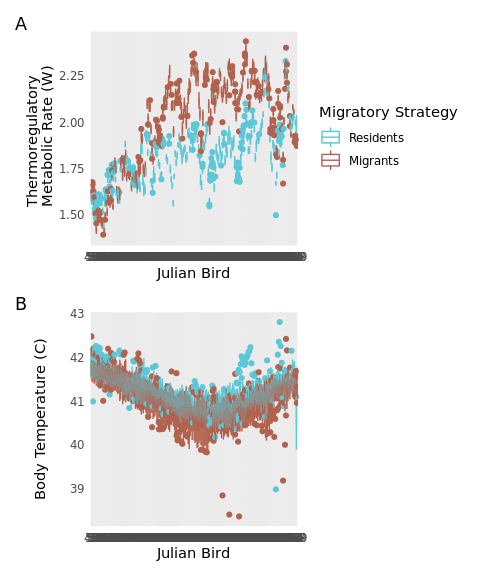 A
Thermoregulatory
Metabolic Rate (W)
2.25
2.00
1.75
1.50
Julian Bird
Migratory Strategy
Residents
Migrants
B
Body Temperature (C)
43
42
41
40
39
Julian Bird